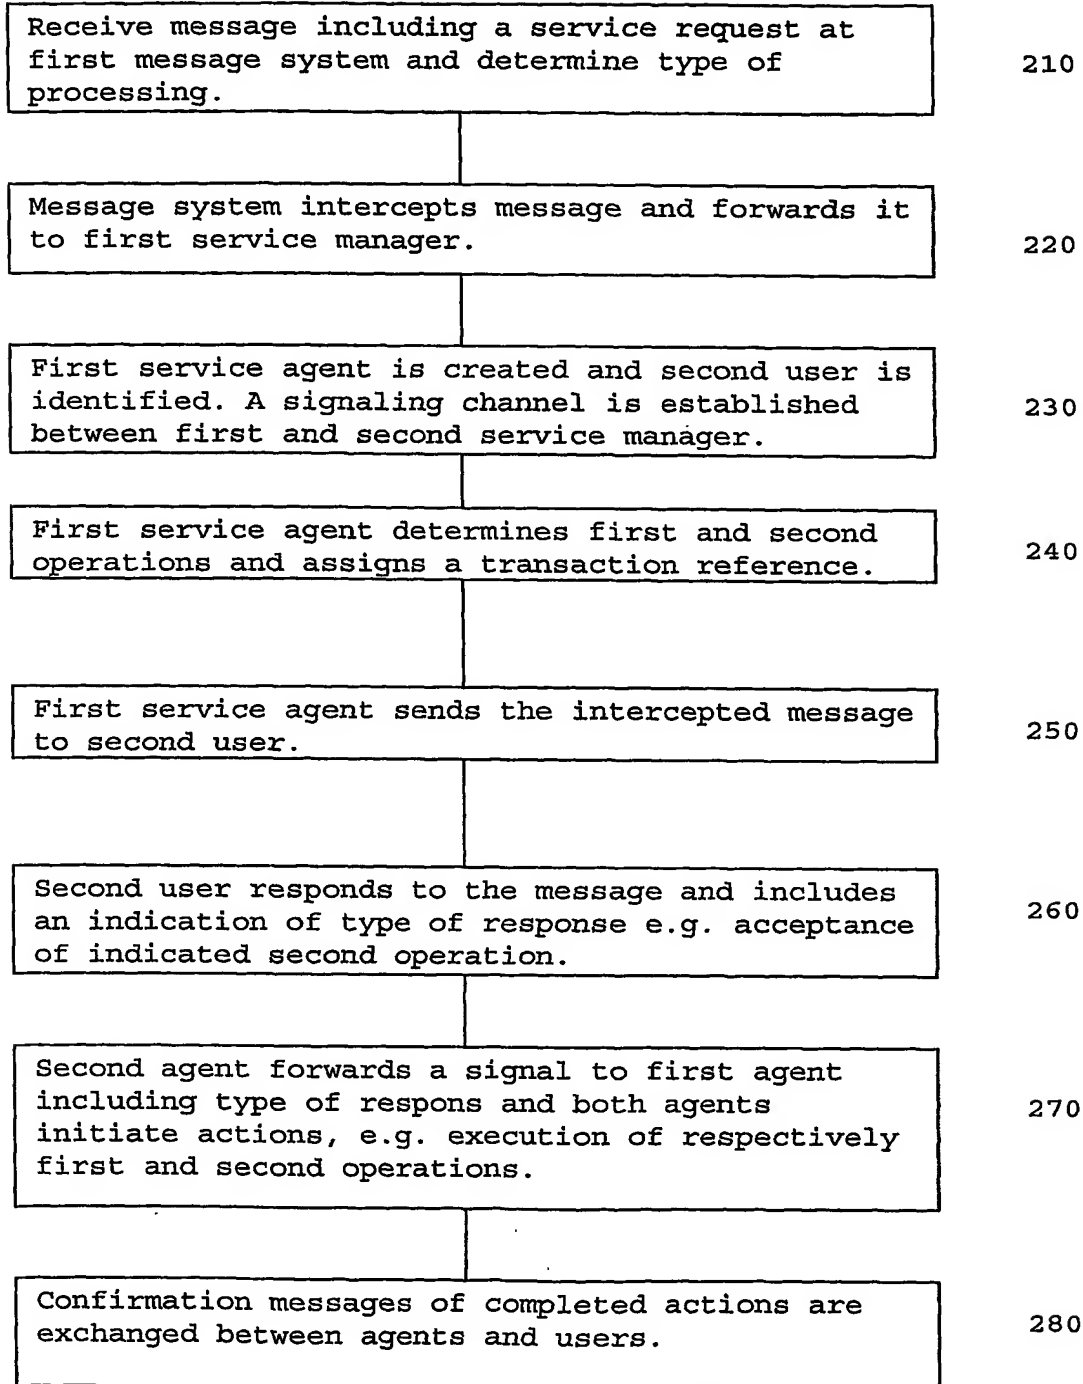 Receive message including a service request at
first message system and determine type of
processing.
210
Message system intercepts message and forwards it
to first service manager.
220
First service agent is created and second user is
identified. A signaling channel is established
between first and second service manager.
230
First service agent determines first and second
operations and assigns a transaction reference.
240
First service agent sends the intercepted message
to second user.
250
Second user responds to the message and includes
an indication of type of response e.g. acceptance
of indicated second operation.
260
Second agent forwards a signal to first agent
including type of respons and both agents
initiate actions, e.g. execution of respectively
first and second operations.
270
Confirmation messages of completed actions are
exchanged between agents and users.
280